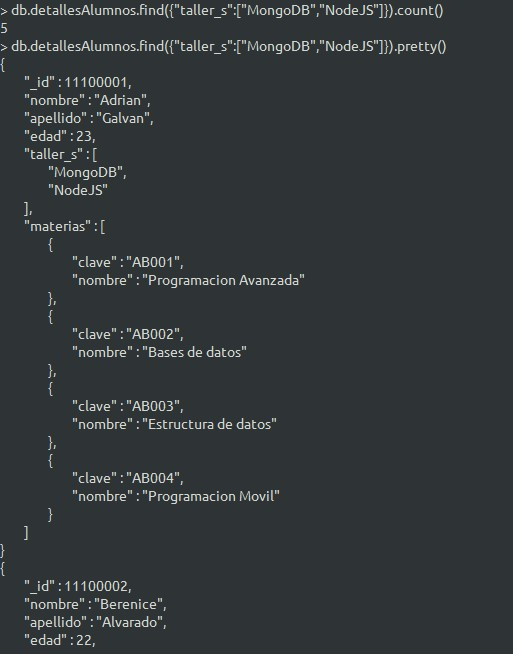 > db.detallesAlumnos.find({"taller_s":["MongoDB","NodeJS"]}).count()
5
> db.detallesAlumnos.find({"taller_s":["MongoDB","NodeJS"]}).pretty()
{
"_id" : 11100001,
"nombre" : "Adrian",
"apellido" : "Galvan",
"edad" : 23,
"taller_s" : [
"MongoDB",
"NodeJS"
],
"materias" : [
{
"clave" : "AB001",
"nombre" : "Programacion Avanzada"
},
{
"clave" : "AB002",
"nombre" : "Bases de datos"
},
{
"clave" : "AB003",
"nombre" : "Estructura de datos"
},
{
"clave" : "AB004",
"nombre" : "Programacion Movil"
}
]
}
{
"_id" : 11100002,
"nombre" : "Berenice",
"apellido" : "Alvarado",
"edad" : 22,